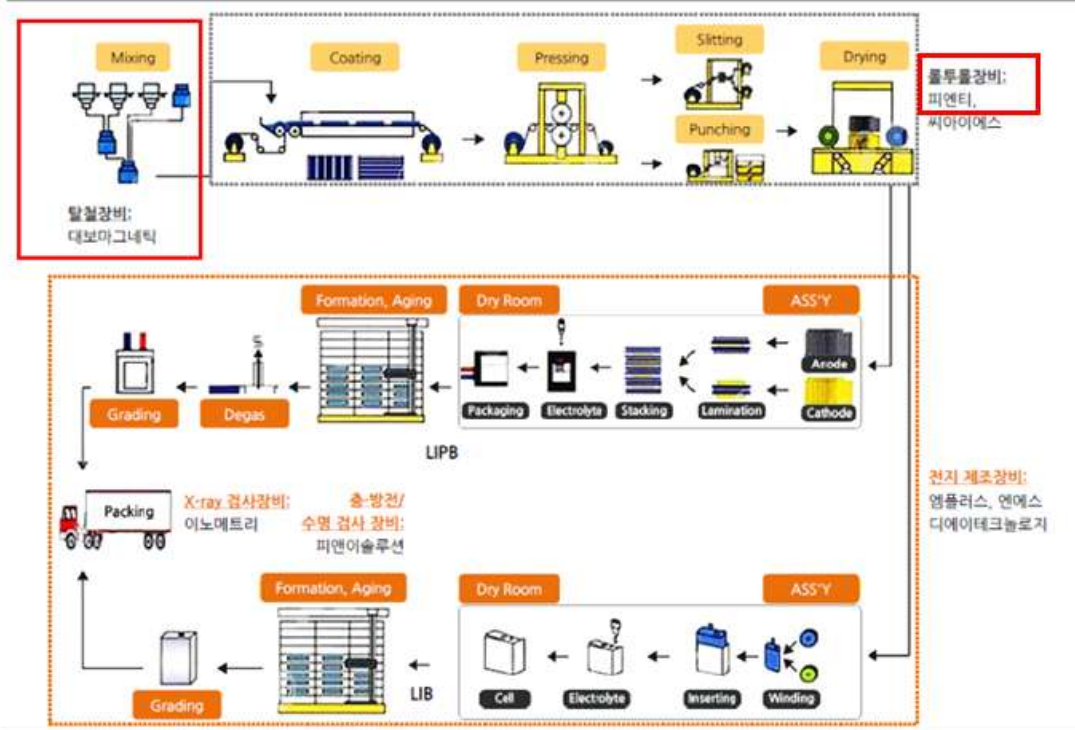 Mixing
Coating
Pressing
Slitting
Punching
Drying
롤투롤장비:
피엔티,
씨아이에스
탈철장비:
대보마그네틱
Formation, Aging
Dry Room
ASS'Y
Grading
Degas
Packaging
Electrolyte
Stacking
Lamination
Anode
Cathode
LIPB
Packing
X-ray 검사장비:
이노메트리
충·방전/
수명 검사 장비:
피앤이솔루션
전지 제조장비:
엠플러스, 엔에스
디에이테크놀로지
Formation, Aging
Dry Room
ASS'Y
Grading
LIB
Cell
Electrolyte
Inserting
Winding